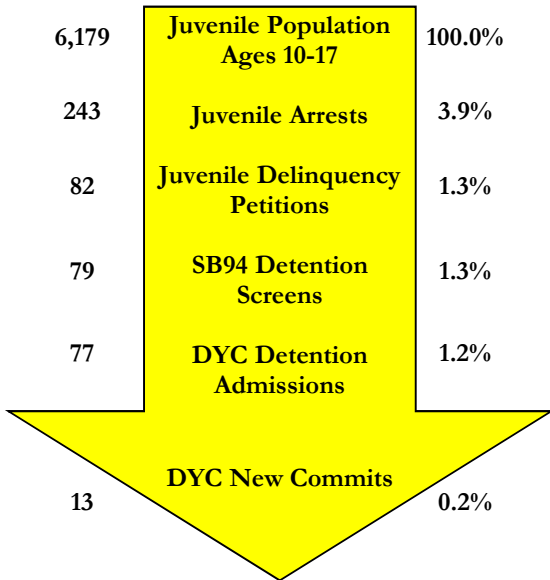 6,179 Juvenile Population 100.0%
Ages 10-17
243 Juvenile Arrests 3.9%
82 Juvenile Delinquency 1.3%
Petitions
79 SB94 Detention 1.3%
Screens
77 DYC Detention 1.2%
Admissions
DYC New Commits
13 0.2%